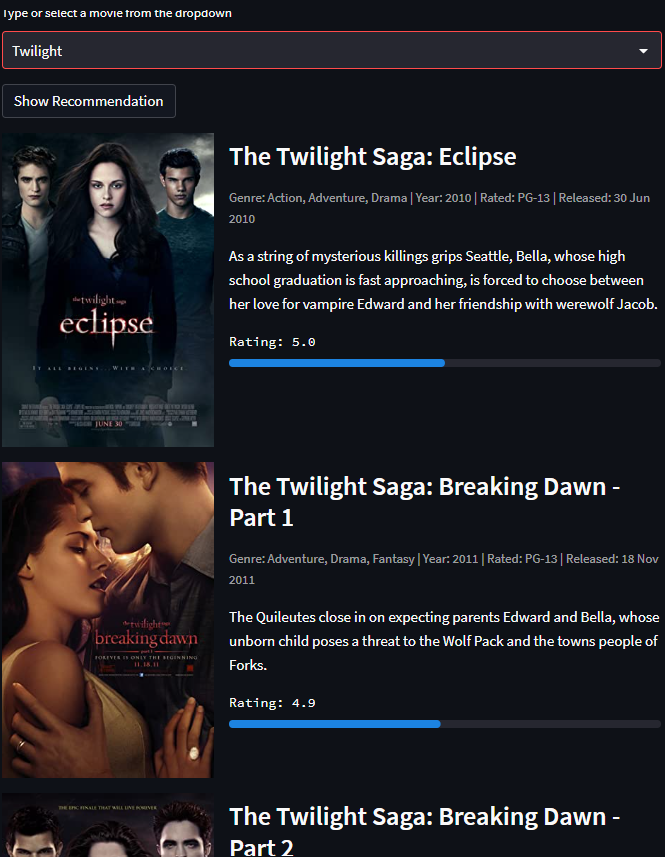 Type or select a movie from the dropdown
Twilight
Show Recommendation
the twilight saga
eclipse
IT ALL BEGINS...WITH A CHOICE
JUNE 30
The Twilight Saga: Eclipse
Genre: Action, Adventure, Drama | Year: 2010 | Rated: PG-13 | Released: 30 Jun
2010
As a string of mysterious killings grips Seattle, Bella, whose high
school graduation is fast approaching, is forced to choose between
her love for vampire Edward and her friendship with werewolf Jacob.
Rating: 5.0
the twilight saga
breaking dawn
part 1
FOREVER IS ONLY THE BEGINNING
11.18.11
The Twilight Saga: Breaking Dawn -
Part 1
Genre: Adventure, Drama, Fantasy | Year: 2011 | Rated: PG-13 | Released: 18 Nov
2011
The Quileutes close in on expecting parents Edward and Bella, whose
unborn child poses a threat to the Wolf Pack and the towns people of
Forks.
Rating: 4.9
THE EPIC FINALE THAT WILL LIVE FOREVER
The Twilight Saga: Breaking Dawn -
Part 2